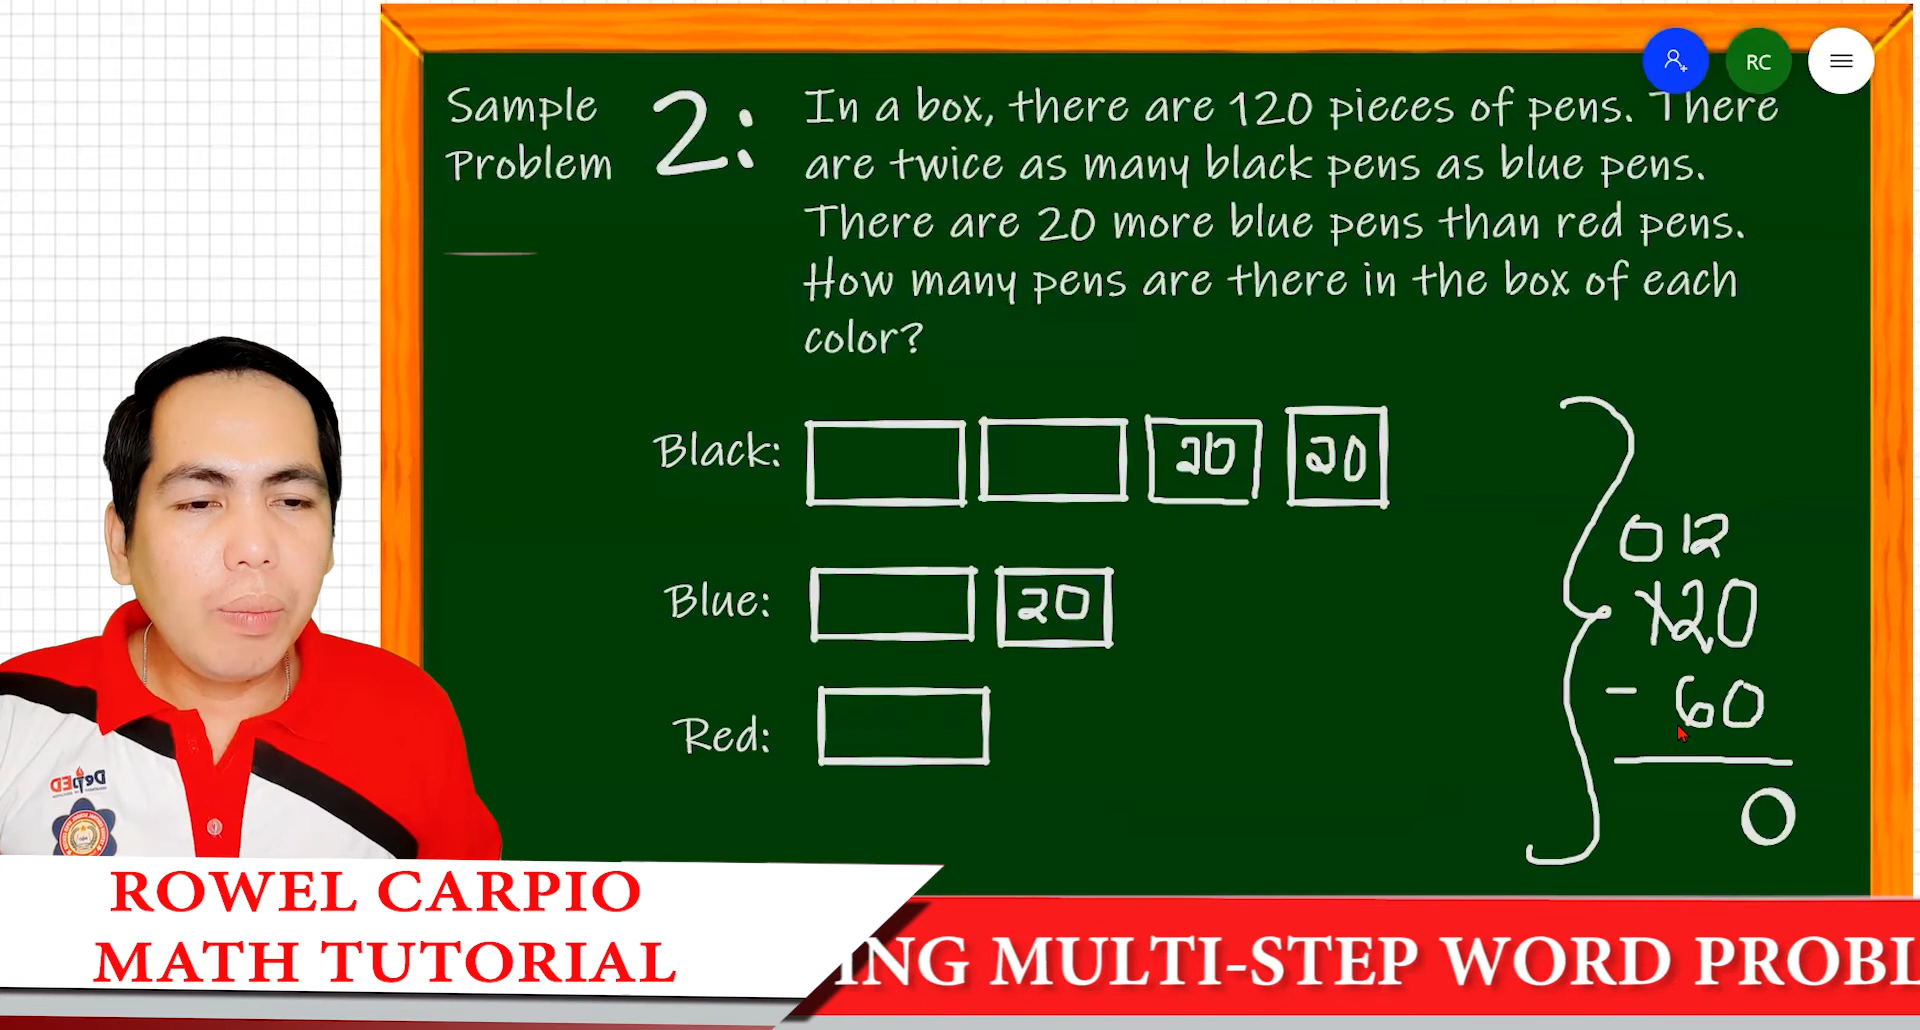 Sample
Problem
2:
In a box, there are 120 pieces of pens. There
are twice as many black pens as blue pens.
There are 20 more blue pens than red pens.
How many pens are there in the box of each
color?
RC
Black:
20
20
Blue:
20
Red:
0 12
120
- 60
0
DepED
ROWEL CARPIO
MATH TUTORIAL
ING MULTI-STEP WORD PROBL